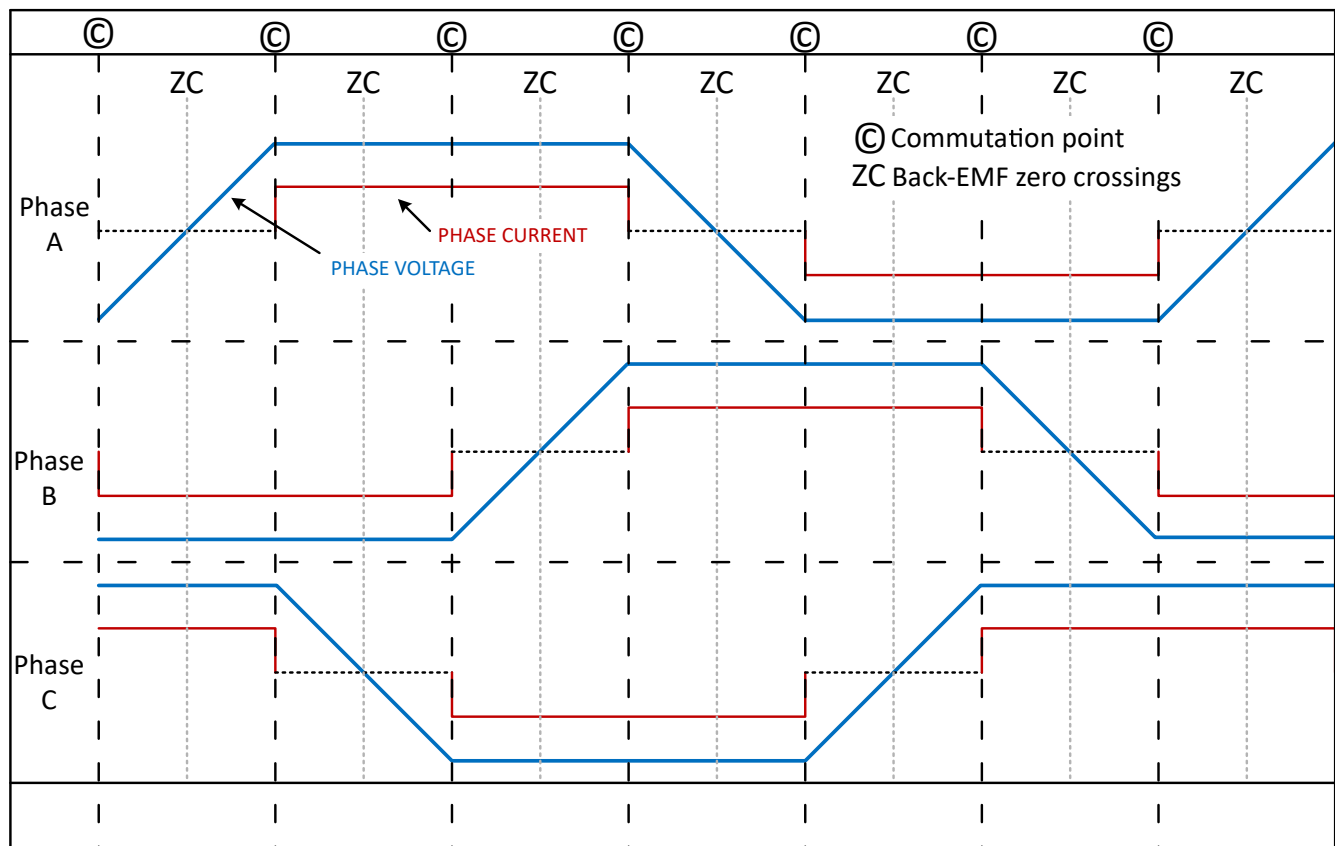 © © © © © © ©
ZC ZC ZC ZC ZC ZC ZC
© Commutation point
ZC Back-EMF zero crossings
Phase
A
PHASE CURRENT
PHASE VOLTAGE
Phase
B
Phase
C